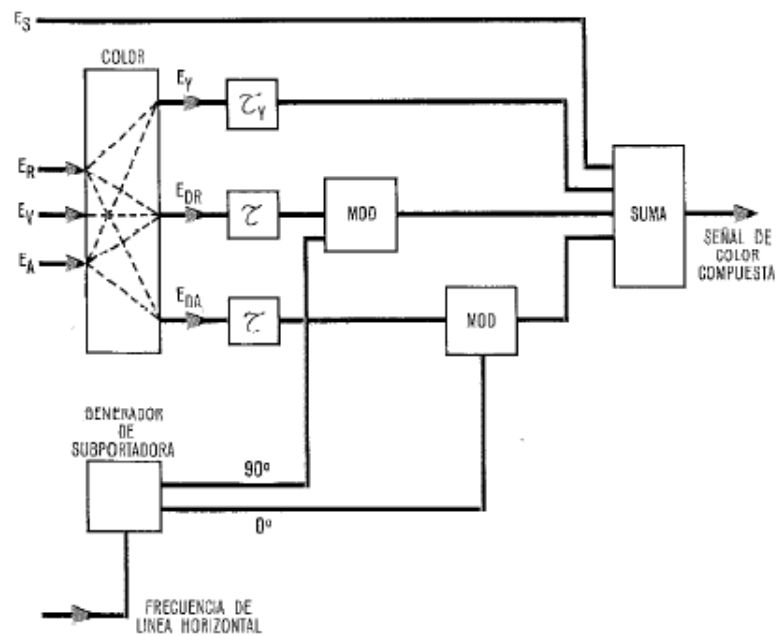 E_S
COLOR
E_Y
τ_Y
E_R
E_V
E_A
E_DR
τ
MOD
SUMA
SEÑAL DE
COLOR
COMPUESTA
E_DA
τ
MOD
GENERADOR
DE
SUBPORTADORA
90º
0º
FRECUENCIA DE
LINEA HORIZONTAL